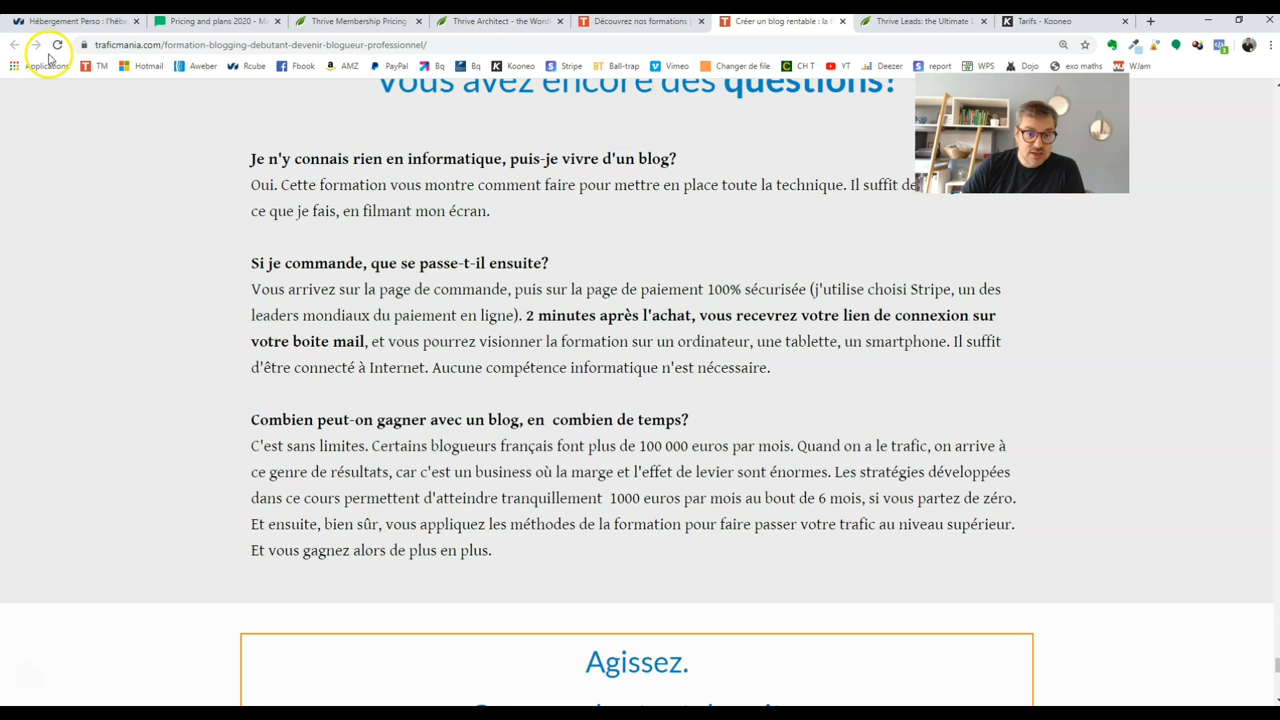 Hébergement Perso : l'hébe
Pricing and plans 2020 - Ma
Thrive Membership Pricing
Thrive Architect - the Word
Découvrez nos formations |
Créer un blog rentable : la f
Thrive Leads: the Ultimate L
Tarifs - Kooneo
traficmania.com/formation-blogging-debutant-devenir-blogueur-professionnel/
Applications TM Hotmail Aweber Rcube Fbook AMZ PayPal Bq Kooneo Stripe Ball-trap Bq Vimeo Changer de file CH T YT Deezer report WPS Dojo exo maths WJam
Vous avez encore des questions?
Je n'y connais rien en informatique, puis-je vivre d'un blog?
Oui. Cette formation vous montre comment faire pour mettre en place toute la technique. Il suffit de
ce que je fais, en filmant mon écran.
Si je commande, que se passe-t-il ensuite?
Vous arrivez sur la page de commande, puis sur la page de paiement 100% sécurisée (j'utilise choisi Stripe, un des
leaders mondiaux du paiement en ligne). 2 minutes après l'achat, vous recevrez votre lien de connexion sur
votre boite mail, et vous pourrez visionner la formation sur un ordinateur, une tablette, un smartphone. Il suffit
d'être connecté à Internet. Aucune compétence informatique n'est nécessaire.
Combien peut-on gagner avec un blog, en combien de temps?
C'est sans limites. Certains blogueurs français font plus de 100 000 euros par mois. Quand on a le trafic, on arrive à
ce genre de résultats, car c'est un business où la marge et l'effet de levier sont énormes. Les stratégies développées
dans ce cours permettent d'atteindre tranquillement 1000 euros par mois au bout de 6 mois, si vous partez de zéro.
Et ensuite, bien sûr, vous appliquez les méthodes de la formation pour faire passer votre trafic au niveau supérieur.
Et vous gagnez alors de plus en plus.
Agissez.